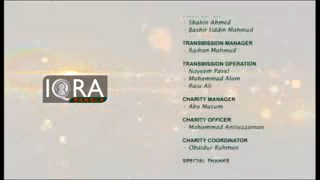 IQRA
BANGLA
Shahin Ahmed
Bashir Uddin Mahmud
TRANSMISSION MANAGER
Raihan Mahmud
TRANSMISSION OPERATION
Nayeem Pavel
Mohammad Alam
Raju Ali
CHARITY MANAGER
Abu Masum
CHARITY OFFICER
Mohammad Anisuzzaman
CHARITY COORDINATOR
Obaidur Rahman
SPECIAL THANKS